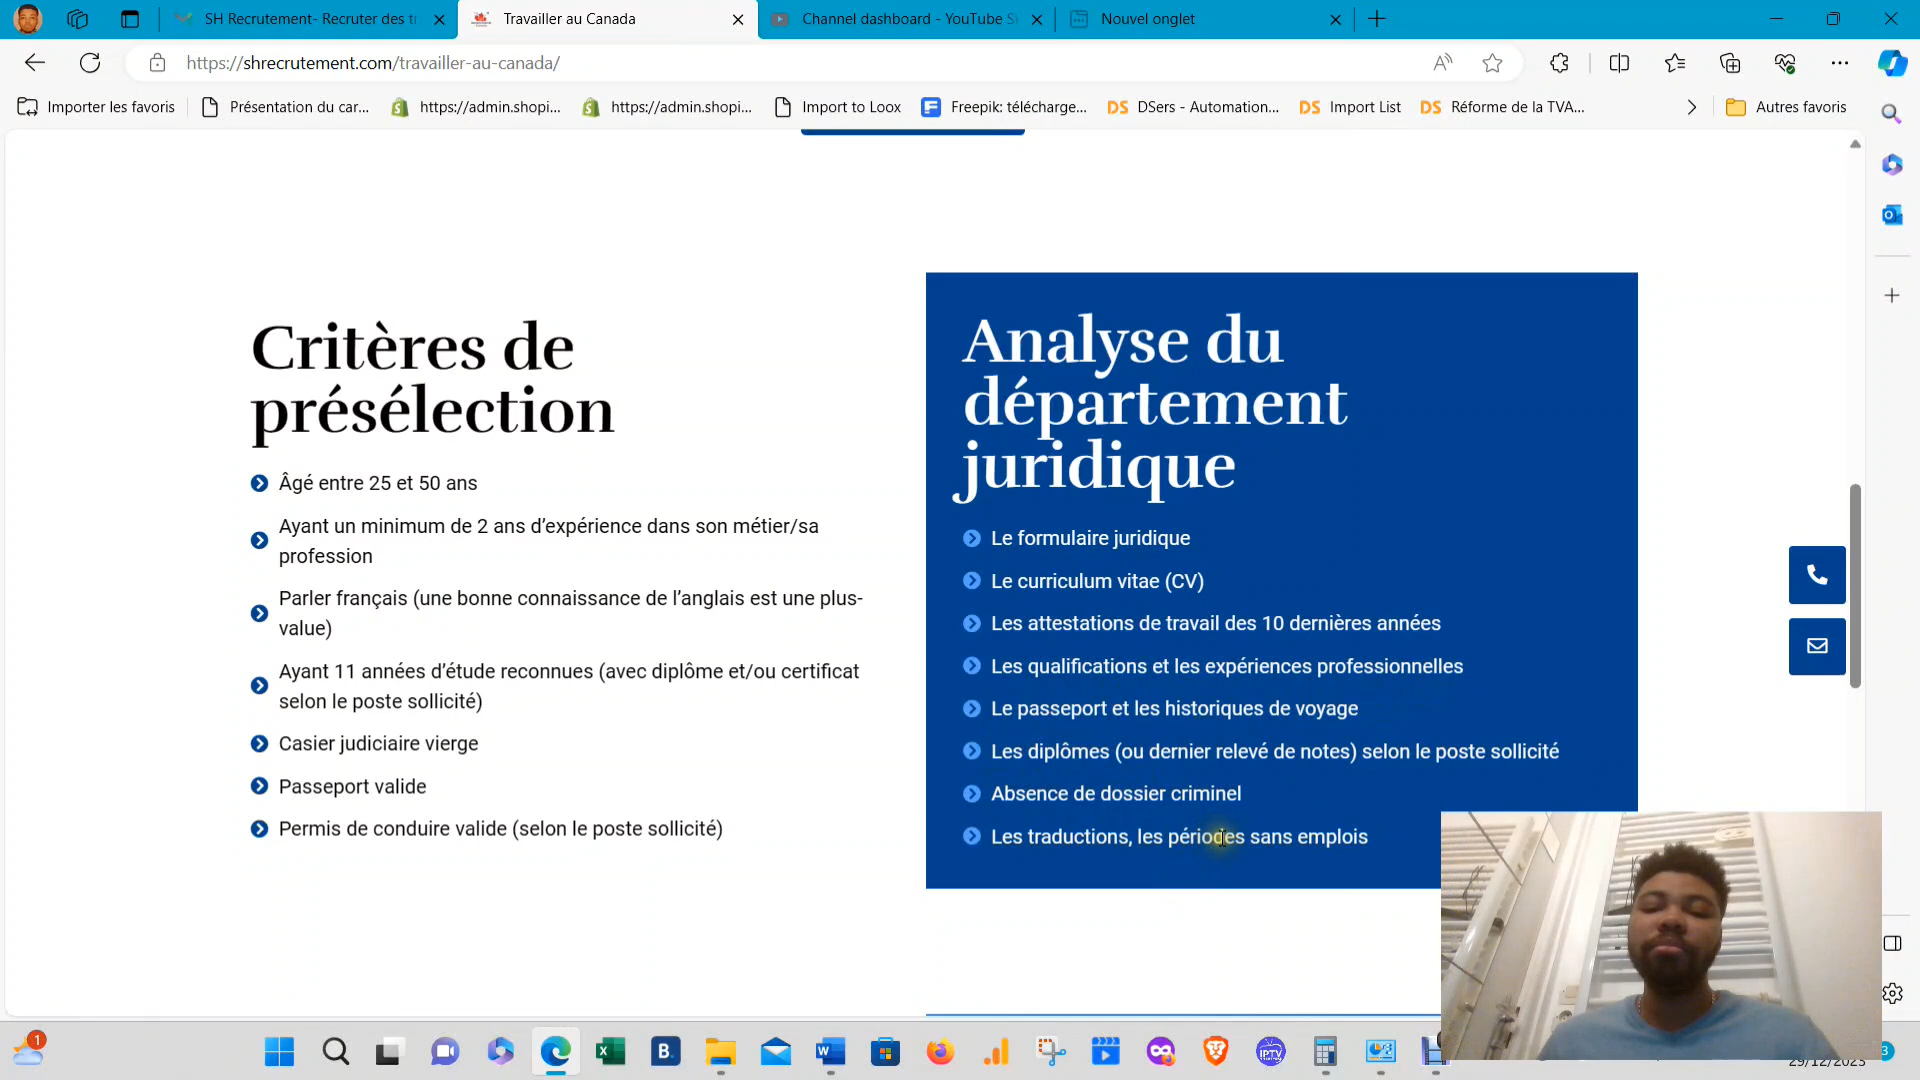 SH Recrutement- Recruter des t
Travailler au Canada
Channel dashboard - YouTube S
Nouvel onglet
https://shrecrutement.com/travailler-au-canada/
Importer les favoris
Présentation du car...
https://admin.shopi...
https://admin.shopi...
Import to Loox
Freepik: télécharge...
DSers - Automation...
Import List
Réforme de la TVA...
Autres favoris
Critères de
présélection
Âgé entre 25 et 50 ans
Ayant un minimum de 2 ans d'expérience dans son métier/sa
profession
Parler français (une bonne connaissance de l'anglais est une plus-
value)
Ayant 11 années d'étude reconnues (avec diplôme et/ou certificat
selon le poste sollicité)
Casier judiciaire vierge
Passeport valide
Permis de conduire valide (selon le poste sollicité)
Analyse du
département
juridique
Le formulaire juridique
Le curriculum vitae (CV)
Les attestations de travail des 10 dernières années
Les qualifications et les expériences professionnelles
Le passeport et les historiques de voyage
Les diplômes (ou dernier relevé de notes) selon le poste sollicité
Absence de dossier criminel
Les traductions, les périodes sans emplois
1
B.
IPTV
29/12/2023
3